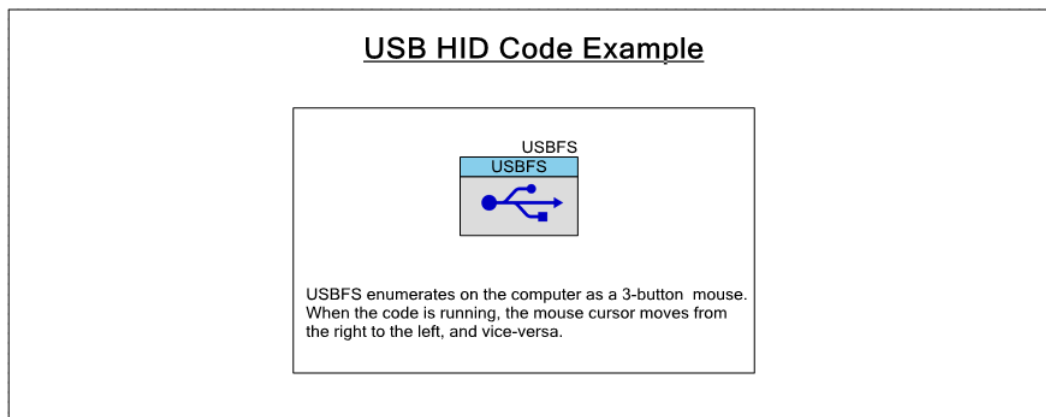 USB HID Code Example
USBFS
USBFS
USBFS enumerates on the computer as a 3-button mouse.
When the code is running, the mouse cursor moves from
the right to the left, and vice-versa.